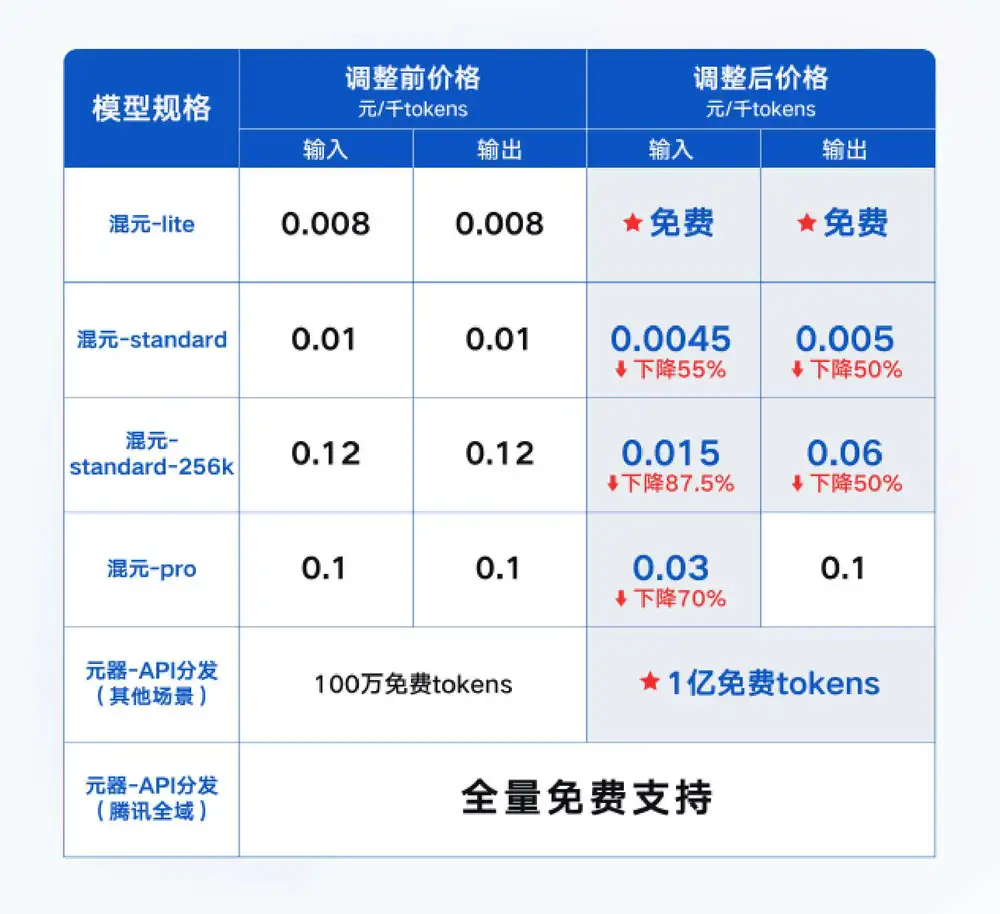 模型规格
调整前价格
元/千tokens
调整后价格
元/千tokens
输入
输出
输入
输出
混元-lite
0.008
0.008
★免费
★免费
混元-standard
0.01
0.01
0.0045
↓下降55%
0.005
↓下降50%
混元-
standard-256k
0.12
0.12
0.015
↓下降87.5%
0.06
↓下降50%
混元-pro
0.1
0.1
0.03
↓下降70%
0.1
元器-API分发
（其他场景）
100万免费tokens
★1亿免费tokens
元器-API分发
（腾讯全域）
全量免费支持